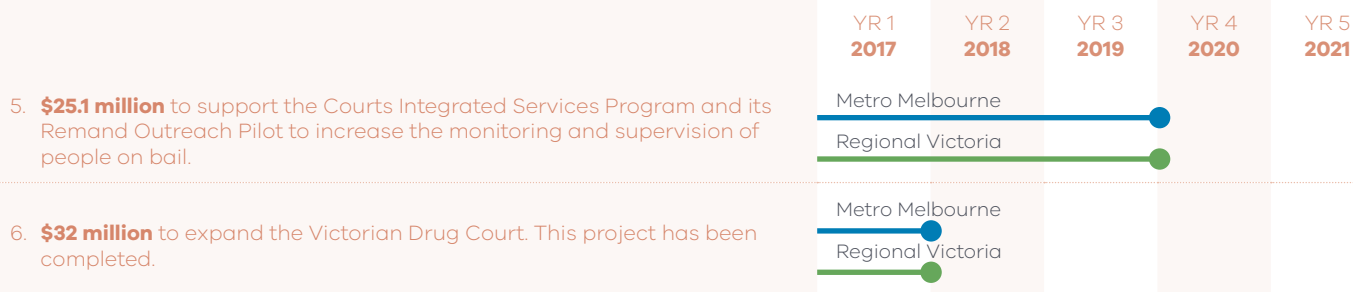 YR 1 YR 2 YR 3 YR 4 YR 5
2017 2018 2019 2020 2021
5. $25.1 million to support the Courts Integrated Services Program and its
Remand Outreach Pilot to increase the monitoring and supervision of
people on bail.
Metro Melbourne
Regional Victoria
6. $32 million to expand the Victorian Drug Court. This project has been
completed.
Metro Melbourne
Regional Victoria